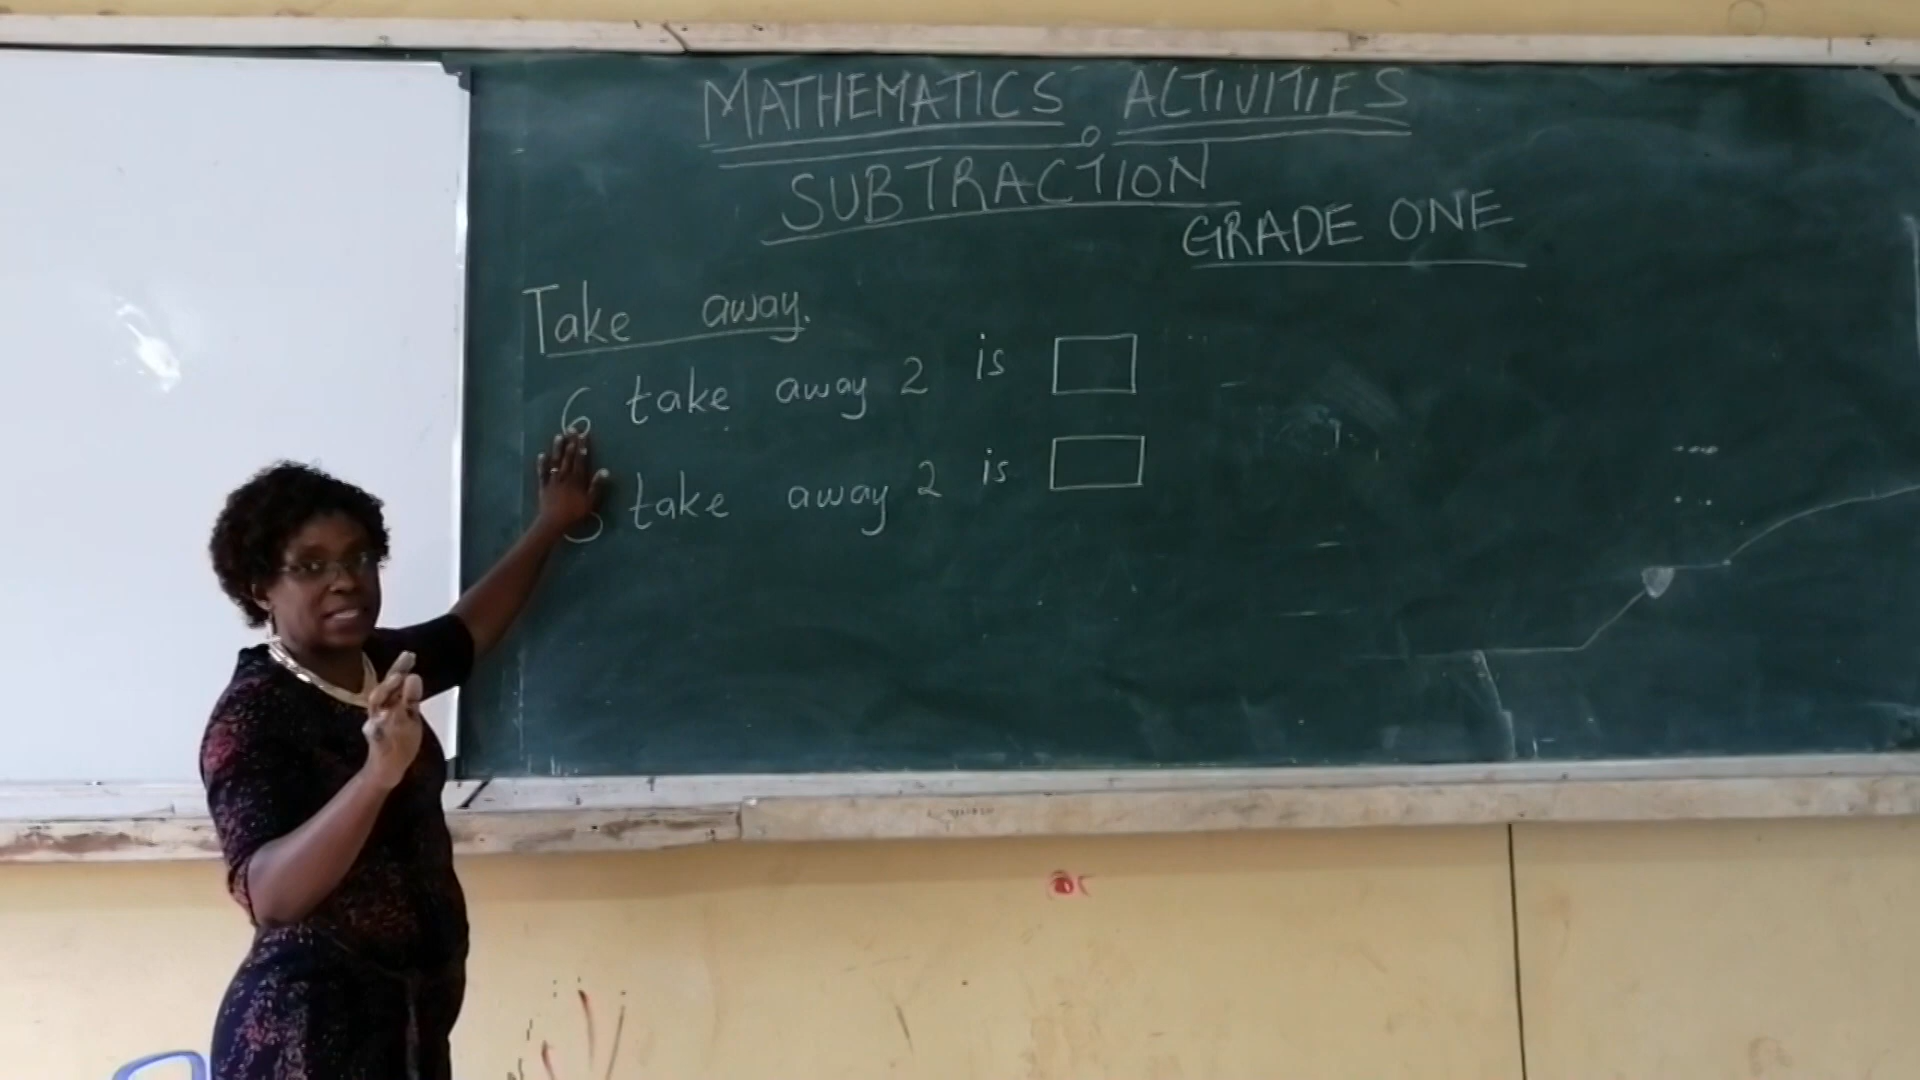 MATHEMATICS ACTIVITIES
SUBTRACTION
GRADE ONE
Take away.
6 take away 2 is
take away 2 is